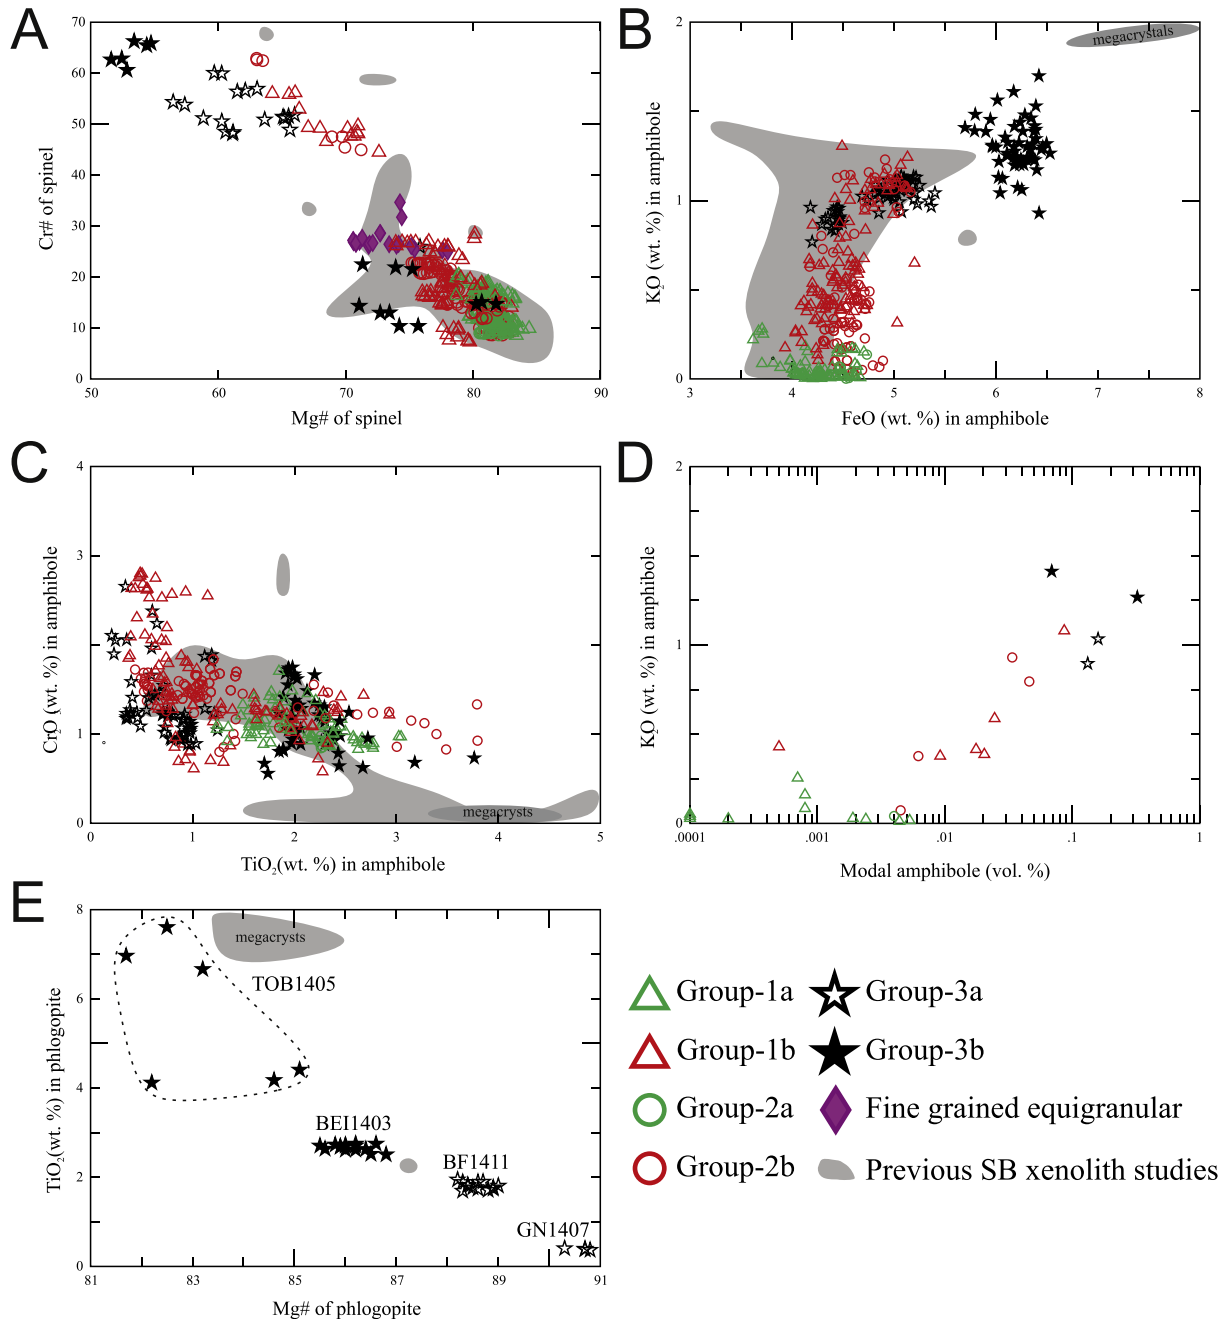 A
70
60
50
40
30
20
10
0
50
60
70
80
90
Cr# of spinel
Mg# of spinel
B
2
1
0
3
4
5
6
7
8
megacrystals
K2O (wt. %) in amphibole
FeO (wt. %) in amphibole
C
4
3
2
1
0
0
1
2
3
4
5
megacrysts
Cr2O (wt. %) in amphibole
TiO2(wt. %) in amphibole
D
2
1
0
.0001
.001
.01
.1
1
K2O (wt. %) in amphibole
Modal amphibole (vol. %)
E
8
6
4
2
0
81
83
85
87
89
91
megacrysts
TOB1405
BEI1403
BF1411
GN1407
TiO2(wt. %) in phlogopite
Mg# of phlogopite
Group-1a
Group-3a
Group-1b
Group-3b
Group-2a
Fine grained equigranular
Group-2b
Previous SB xenolith studies